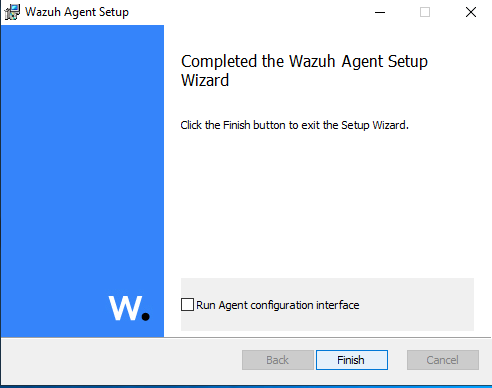 Wazuh Agent Setup
Completed the Wazuh Agent Setup
Wizard
Click the Finish button to exit the Setup Wizard.
W.
Run Agent configuration interface
Back
Finish
Cancel